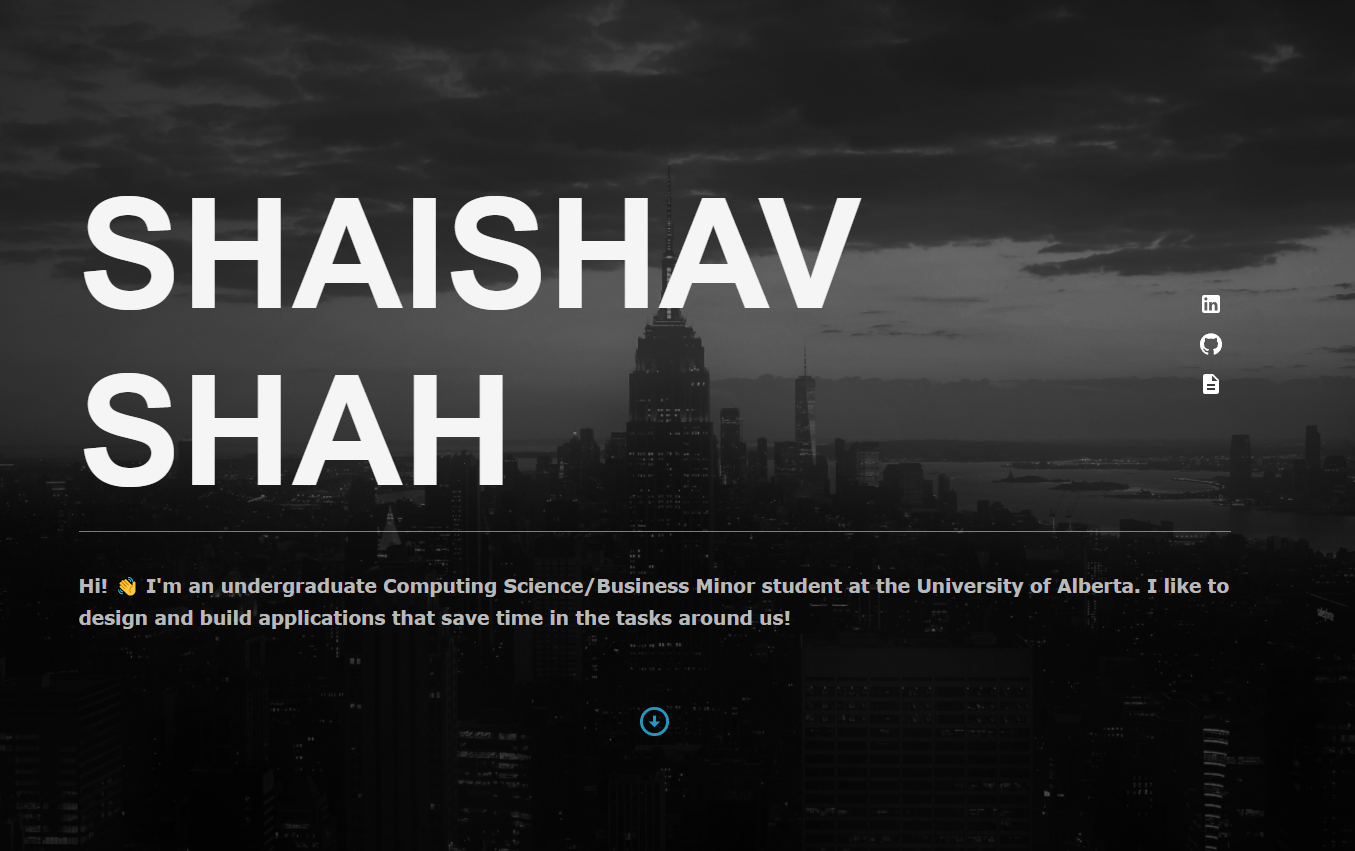 SHAISHAV
SHAH
in
Hi! 👋 I'm an undergraduate Computing Science/Business Minor student at the University of Alberta. I like to
design and build applications that save time in the tasks around us!